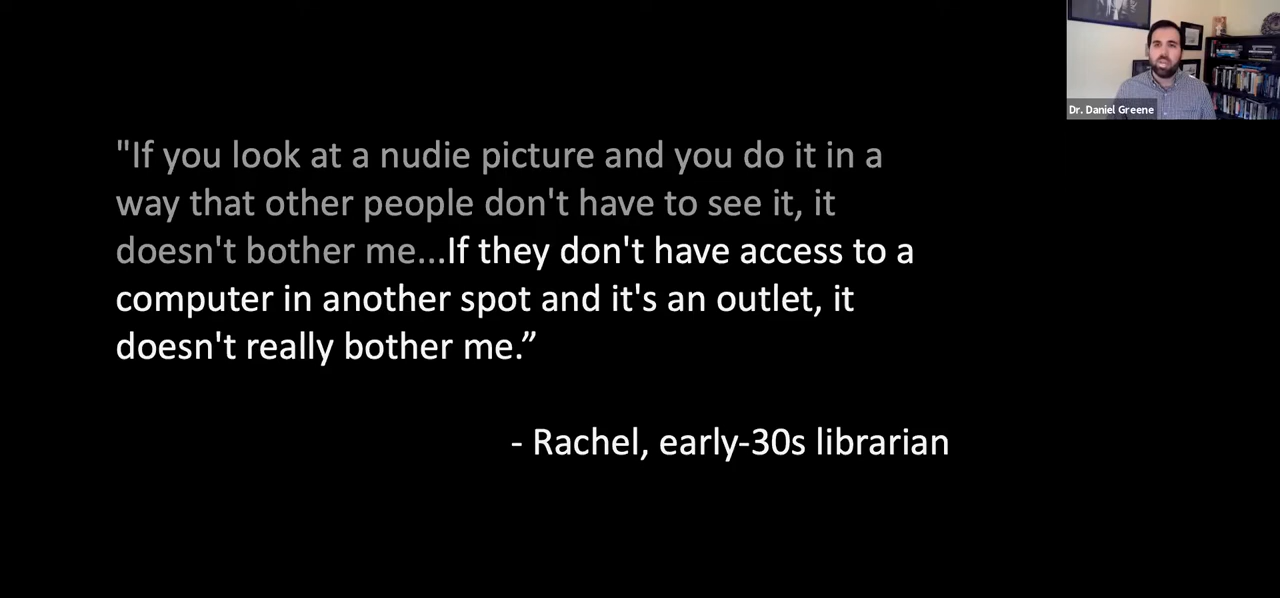 Dr. Daniel Greene
"If you look at a nudie picture and you do it in a
way that other people don't have to see it, it
doesn't bother me...If they don't have access to a
computer in another spot and it's an outlet, it
doesn't really bother me.”
- Rachel, early-30s librarian